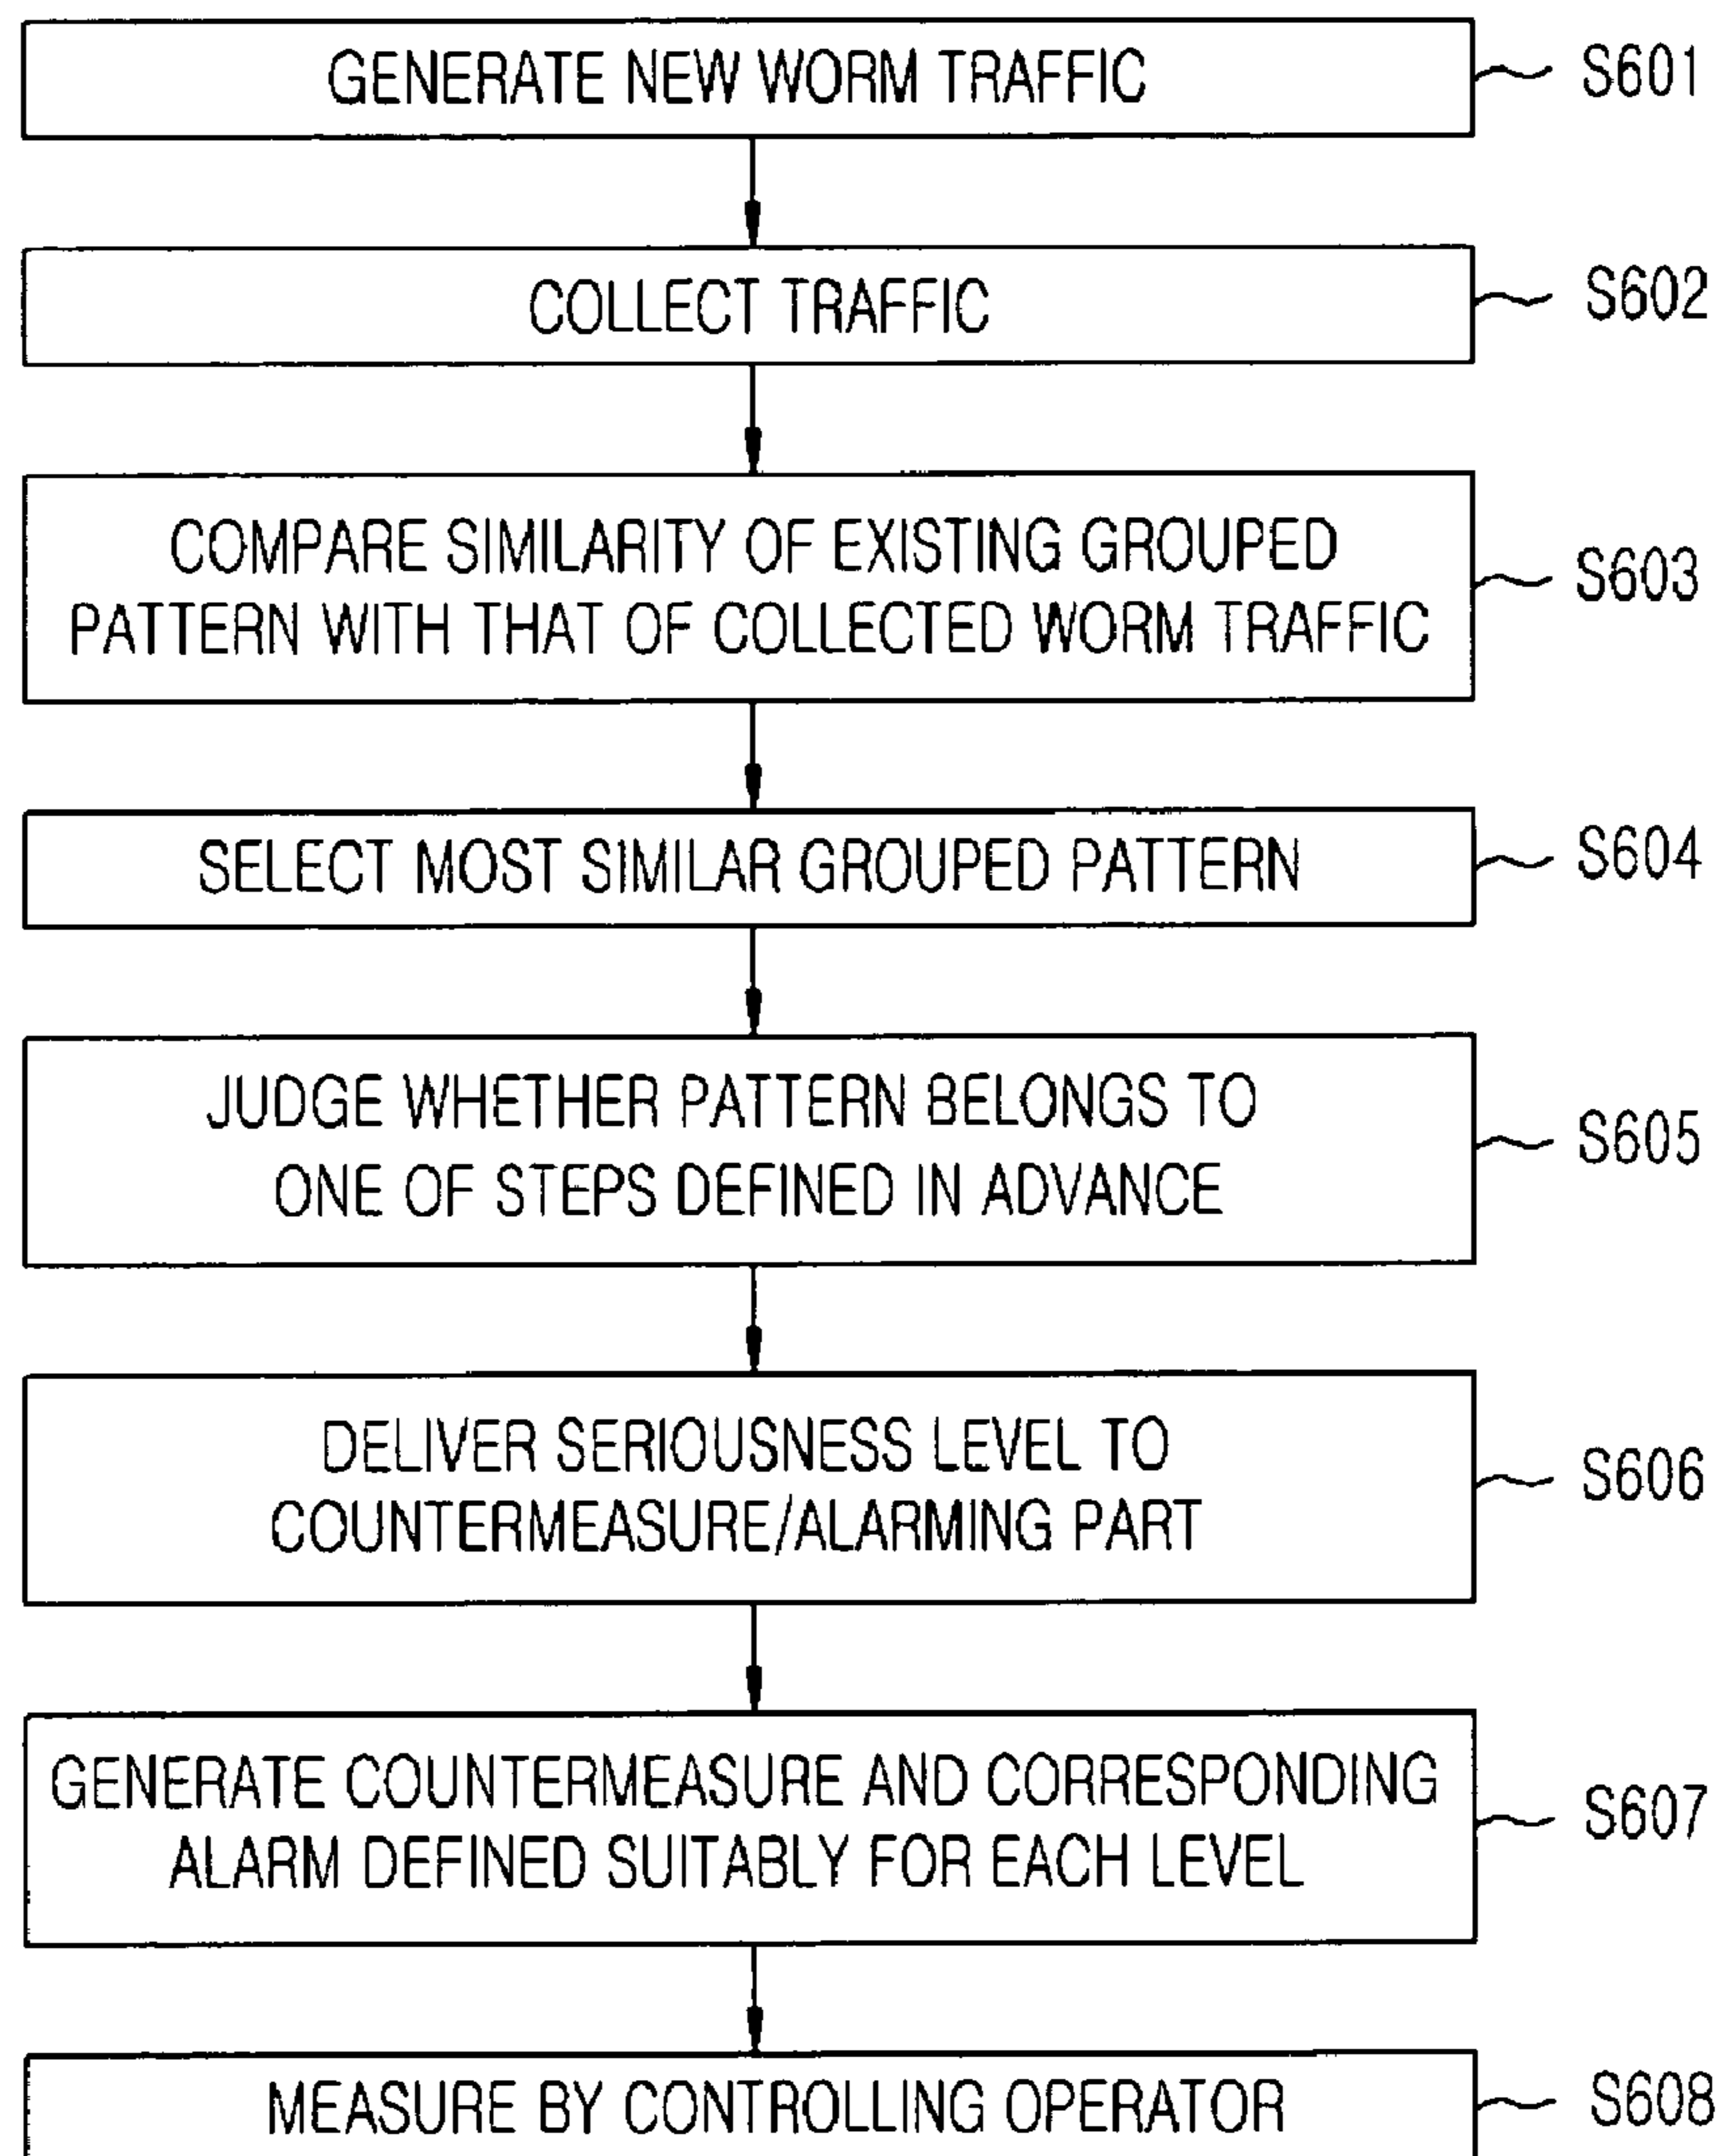 GENERATE NEW WORM TRAFFIC
S601
COLLECT TRAFFIC
S602
COMPARE SIMILARITY OF EXISTING GROUPED
PATTERN WITH THAT OF COLLECTED WORM TRAFFIC
S603
SELECT MOST SIMILAR GROUPED PATTERN
S604
JUDGE WHETHER PATTERN BELONGS TO
ONE OF STEPS DEFINED IN ADVANCE
S605
DELIVER SERIOUSNESS LEVEL TO
COUNTERMEASURE/ALARMING PART
S606
GENERATE COUNTERMEASURE AND CORRESPONDING
ALARM DEFINED SUITABLY FOR EACH LEVEL
S607
MEASURE BY CONTROLLING OPERATOR
S608